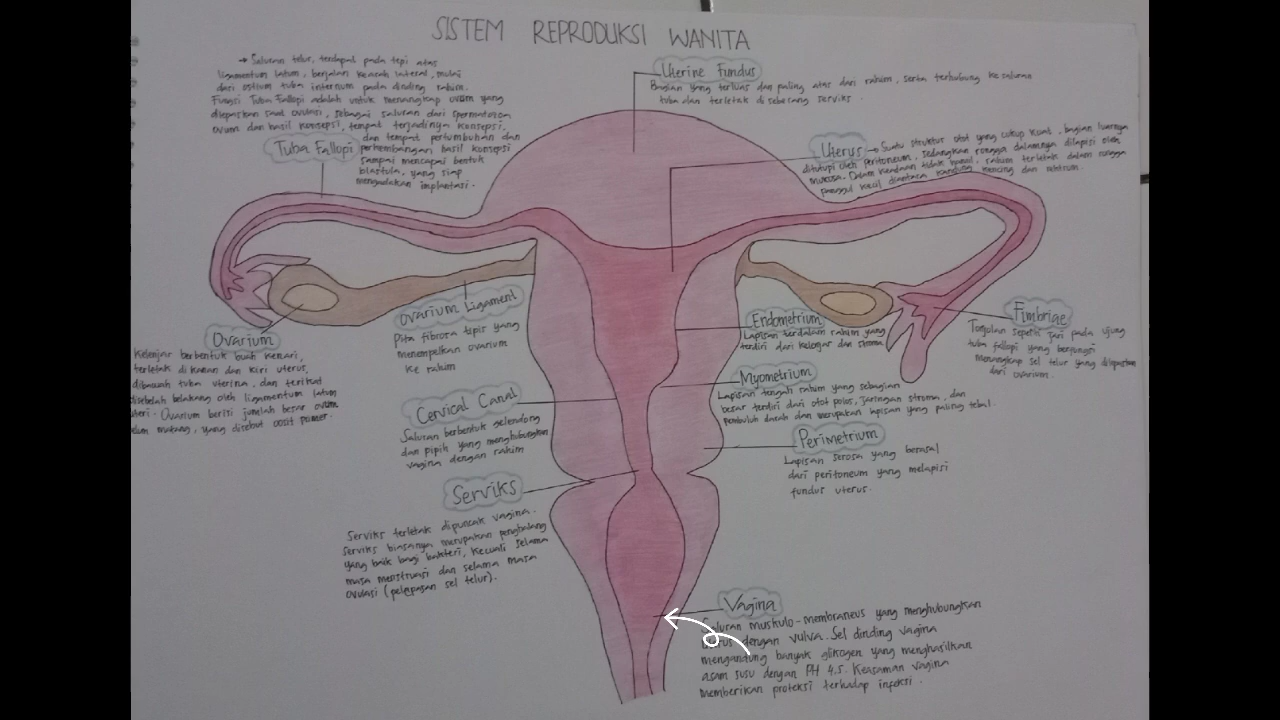 SISTEM REPRODUKSI WANITA
→ Saluran telur, terdapat pada tepi atas
ligamentum latum, berjalan kearah lateral, mulai
dari ostium tuba internum pada dinding rahim.
Fungsi Tuba Fallopi adalah untuk menangkap ovum yang
dilepaskan saat ovulasi, sebagai saluran dari spermatozoa
ovum dan hasil konsepsi, tempat terjadinya konsepsi,
dan tempat pertumbuhan dan
perkembangan hasil konsepsi
sampai mencapai bentuk
blastula, yang siap
mengadakan implantasi.
Tuba Fallopi
Uterine Fundus
Bagian yang terluas dan paling atas dari rahim, serta terhubung ke saluran
tuba dan terletak di seberang serviks.
Uterus → Suatu struktur otot yang cukup kuat, bagian luarnya
ditutupi oleh peritoneum, sedangkan rongga dalamnya dilapisi oleh
mukosa. Dalam keadaan tidak hamil, rahim terletak dalam rongga
panggul kecil diantara kandung kencing dan rektum.
Ovarium
Kelenjar berbentuk buah kenari,
terletak di kanan dan kiri uterus,
dibawah tuba uterina, dan terikat
disebelah belakang oleh ligamentum latum
uteri. Ovarium berisi jumlah besar ovum
belum matang, yang disebut oosit primer.
Ovarium Ligament
Pita fibrosa tipis yang
menempelkan ovarium
ke rahim
Cervical Canal
Saluran berbentuk gelendong
dan pipih yang menghubungkan
vagina dengan rahim
Serviks
Serviks terletak dipuncak vagina.
Serviks biasanya merupakan penghalang
yang baik bagi bakteri, kecuali selama
masa menstruasi dan selama masa
ovulasi (pelepasan sel telur).
Endometrium
Lapisan terdalam rahim yang
terdiri dari kelenjar dan stroma
Myometrium
Lapisan tengah rahim yang sebagian
besar terdiri dari otot polos, jaringan stroma, dan
pembuluh darah dan merupakan lapisan yang paling tebal.
Perimetrium
Lapisan serosa yang berasal
dari peritoneum yang melapisi
fundus uterus.
Fimbriae
Tonjolan seperti jari pada ujung
tuba fallopi yang berfungsi
menangkap sel telur yang dilepaskan
dari ovarium.
Vagina
Saluran muskulo-membraneus yang menghubungkan
dengan vulva. Sel dinding vagina
mengandung banyak glikogen yang menghasilkan
asam susu dengan PH 4.5. Keasaman vagina
memberikan proteksi terhadap infeksi.